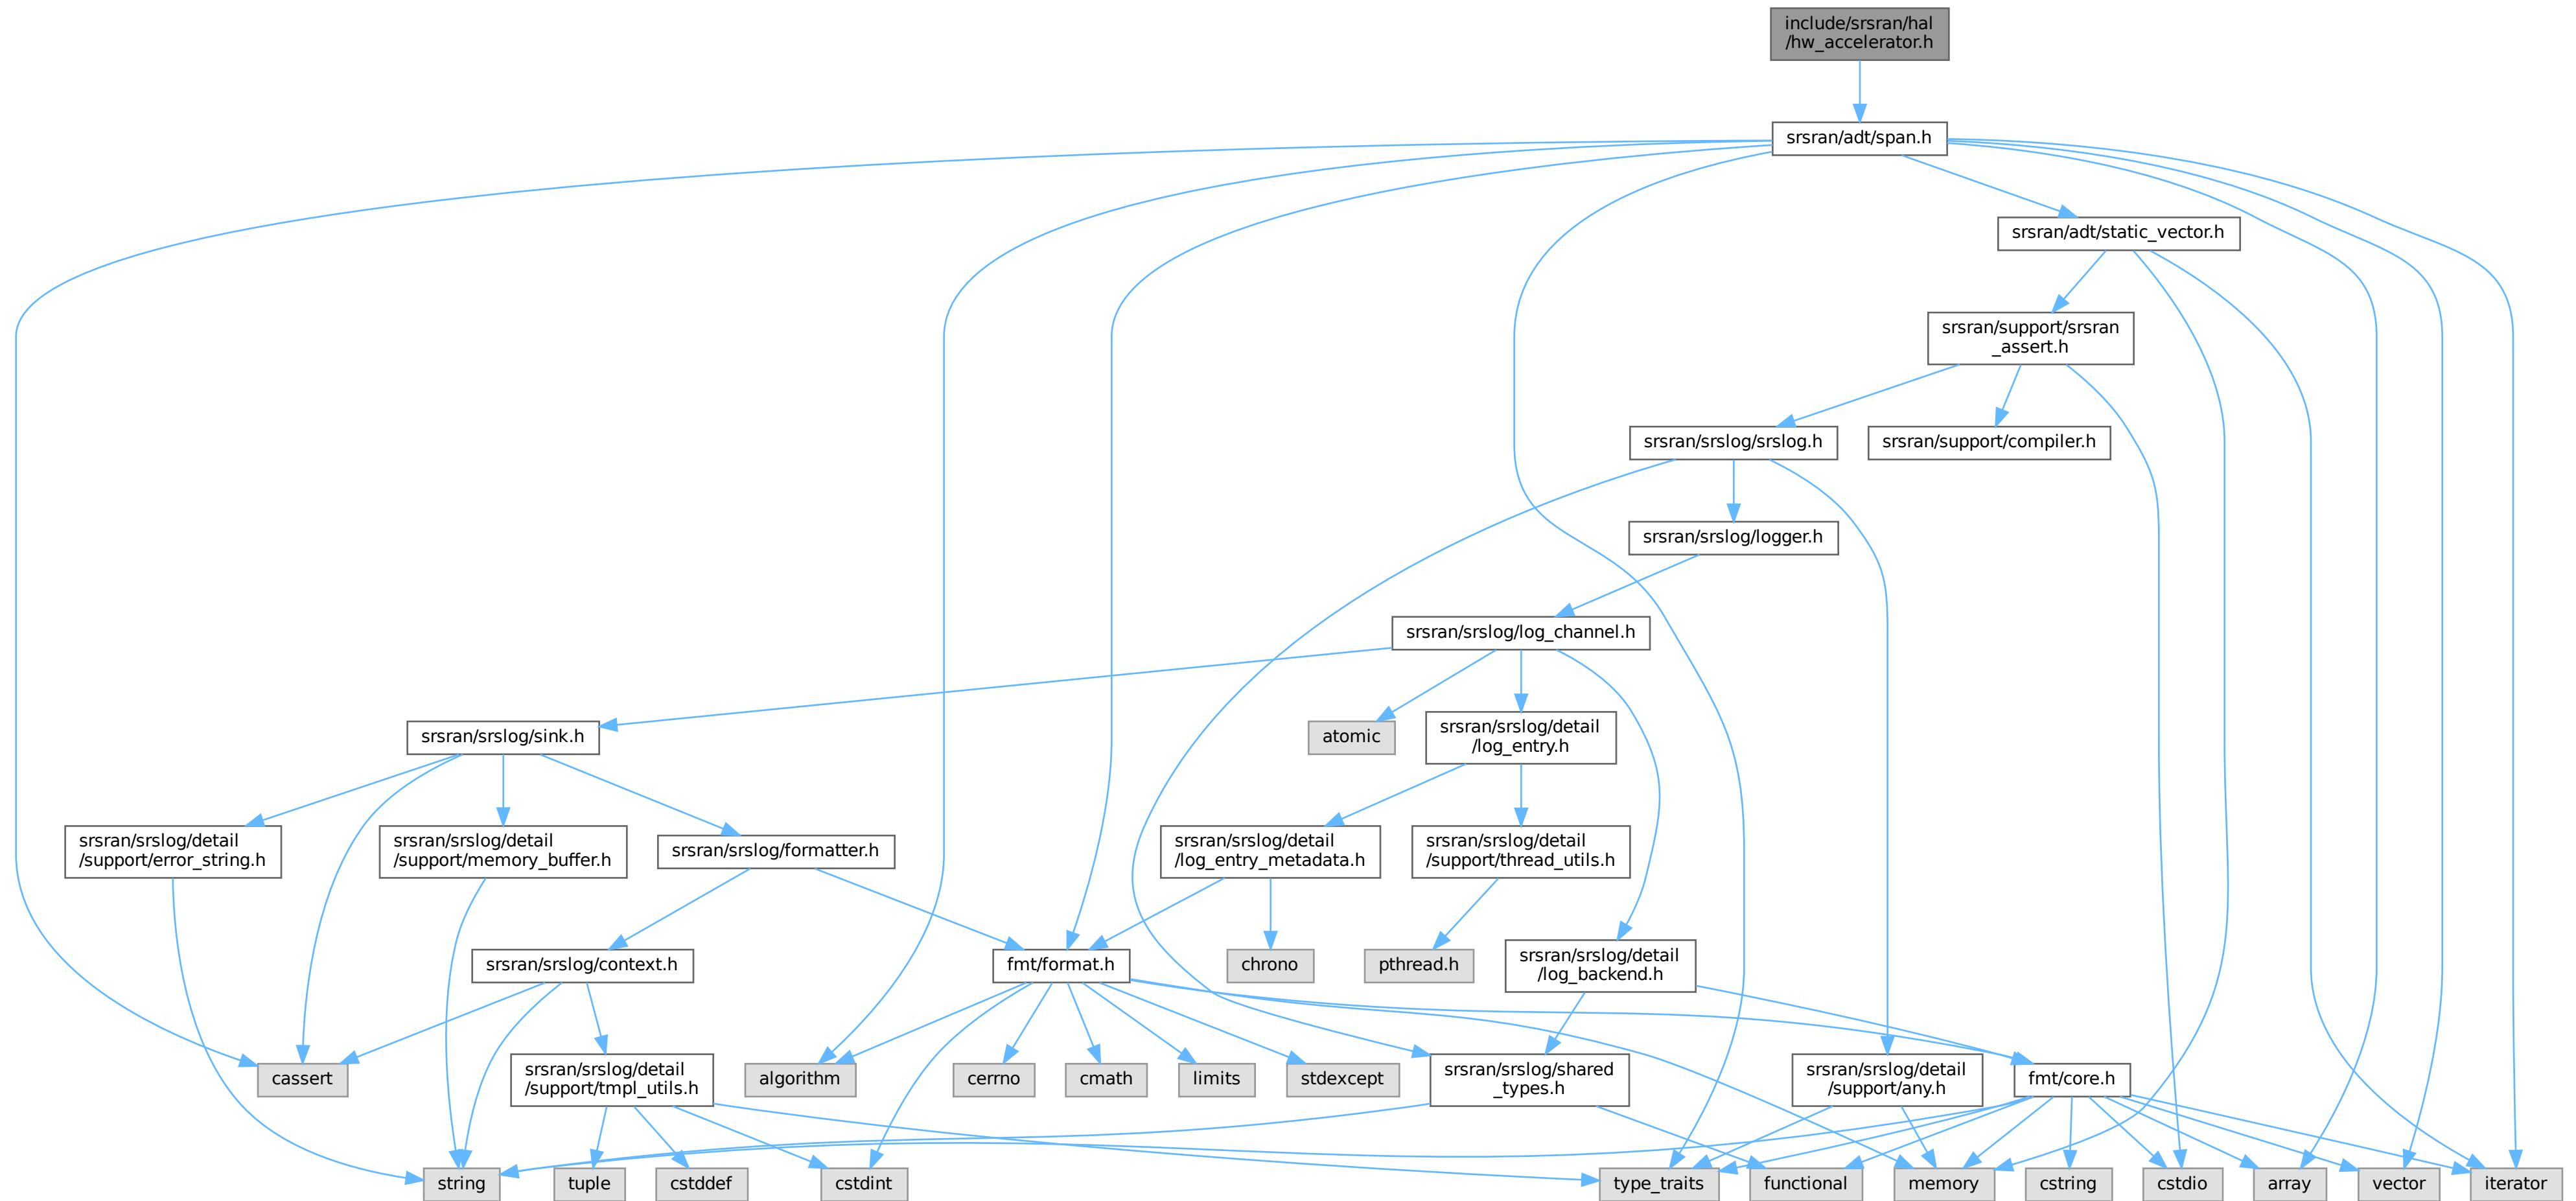 include/srsran/hal
/hw_accelerator.h
srsran/adt/span.h
srsran/adt/static_vector.h
srsran/support/srsran
_assert.h
srsran/srslog/srslog.h
srsran/support/compiler.h
srsran/srslog/logger.h
srsran/srslog/log_channel.h
srsran/srslog/sink.h
atomic
srsran/srslog/detail
/log_entry.h
srsran/srslog/detail
/support/error_string.h
srsran/srslog/detail
/support/memory_buffer.h
srsran/srslog/formatter.h
srsran/srslog/detail
/log_entry_metadata.h
srsran/srslog/detail
/support/thread_utils.h
srsran/srslog/context.h
fmt/format.h
chrono
pthread.h
srsran/srslog/detail
/log_backend.h
cassert
srsran/srslog/detail
/support/tmpl_utils.h
algorithm
cerrno
cmath
limits
stdexcept
srsran/srslog/shared
_types.h
srsran/srslog/detail
/support/any.h
fmt/core.h
string
tuple
cstddef
cstdint
type_traits
functional
memory
cstring
cstdio
array
vector
iterator